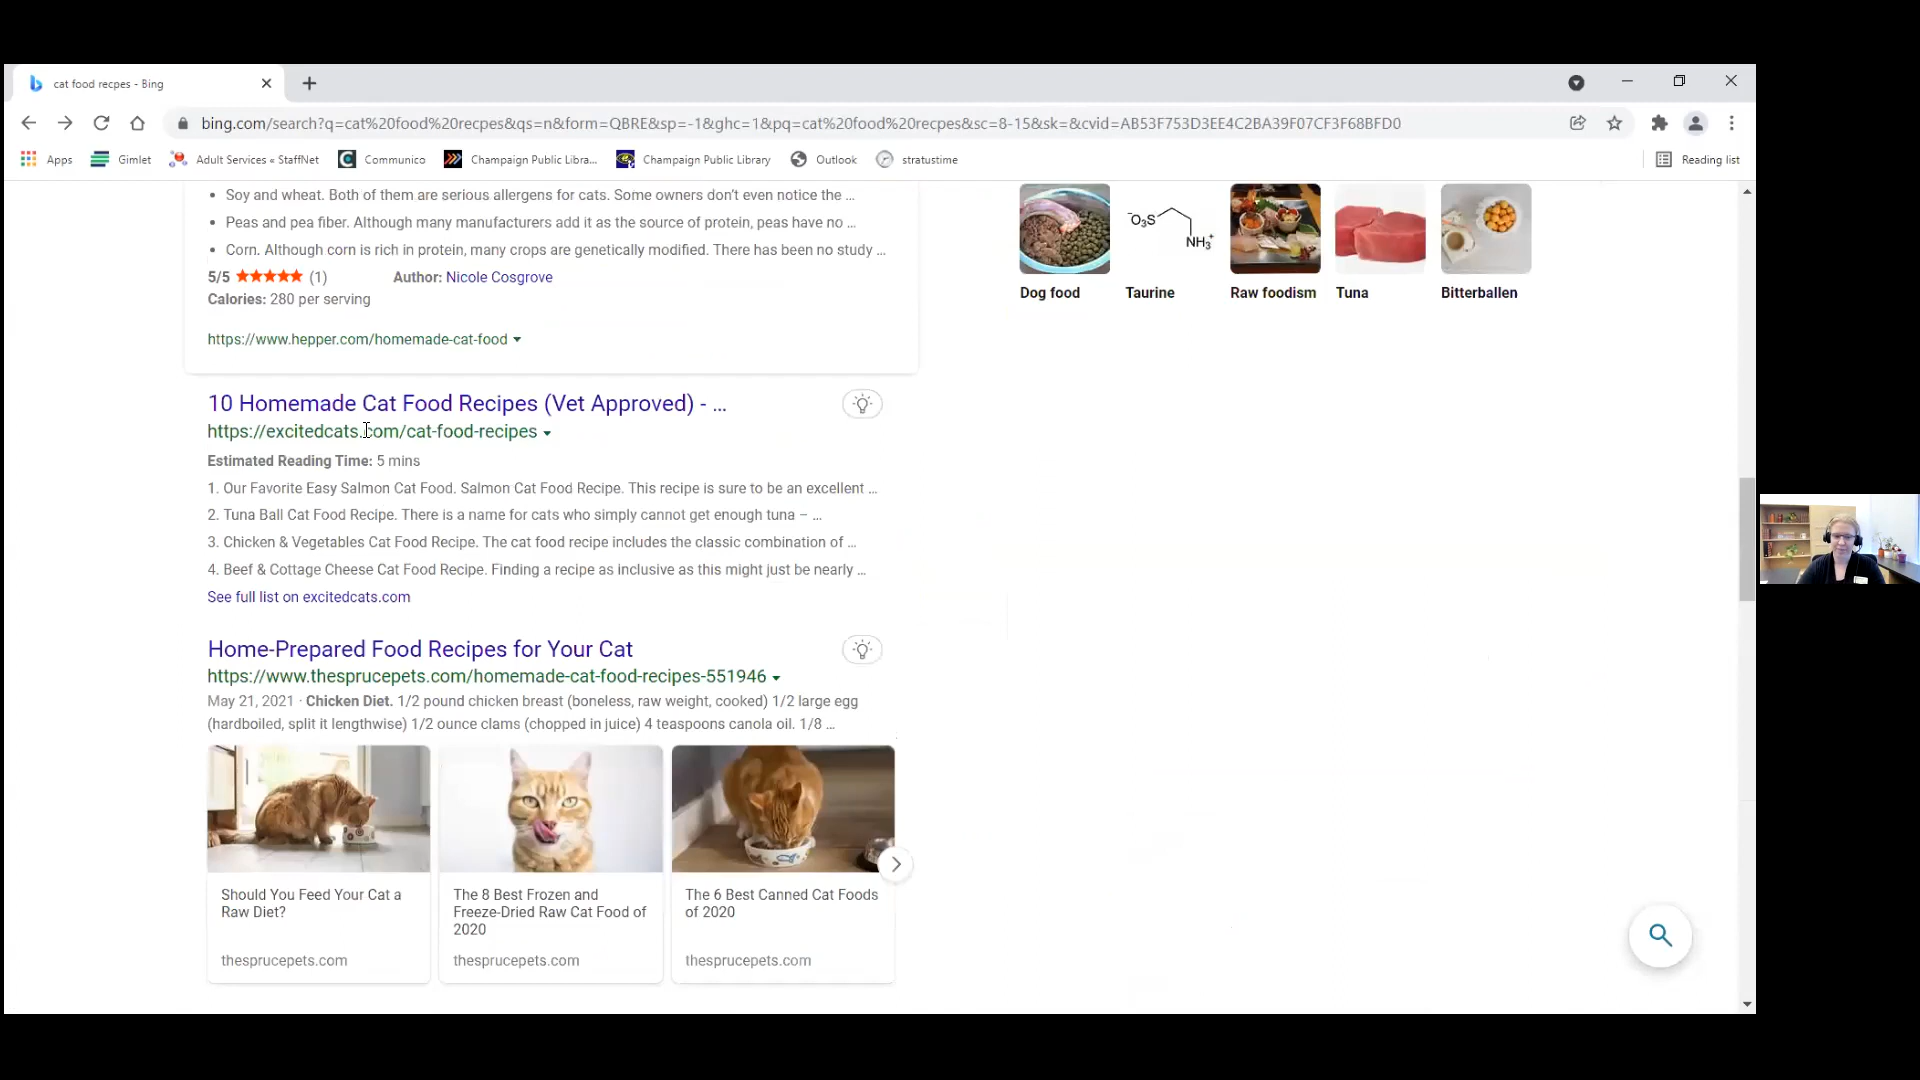 cat food recpes - Bing
bing.com/search?q=cat%20food%20recpes&qs=n&form=QBRE&sp=-1&ghc=1&pq=cat%20food%20recpes&sc=8-15&sk=&cvid=AB53F753D3EE4C2BA39F07CF3F68BFD0
Apps Gimlet Adult Services « StaffNet Communico Champaign Public Libra... Champaign Public Library Outlook stratustime Reading list
• Soy and wheat. Both of them are serious allergens for cats. Some owners don’t even notice the ...
• Peas and pea fiber. Although many manufacturers add it as the source of protein, peas have no ...
• Corn. Although corn is rich in protein, many crops are genetically modified. There has been no study ...
5/5 ★★★★★ (1) Author: Nicole Cosgrove
Calories: 280 per serving
https://www.hepper.com/homemade-cat-food
⁻O₃S NH₃⁺
Dog food Taurine Raw foodism Tuna Bitterballen
10 Homemade Cat Food Recipes (Vet Approved) - ...
https://excitedcats.com/cat-food-recipes
Estimated Reading Time: 5 mins
1. Our Favorite Easy Salmon Cat Food. Salmon Cat Food Recipe. This recipe is sure to be an excellent ...
2. Tuna Ball Cat Food Recipe. There is a name for cats who simply cannot get enough tuna – ...
3. Chicken & Vegetables Cat Food Recipe. The cat food recipe includes the classic combination of ...
4. Beef & Cottage Cheese Cat Food Recipe. Finding a recipe as inclusive as this might just be nearly ...
See full list on excitedcats.com
Home-Prepared Food Recipes for Your Cat
https://www.thesprucepets.com/homemade-cat-food-recipes-551946
May 21, 2021 · Chicken Diet. 1/2 pound chicken breast (boneless, raw weight, cooked) 1/2 large egg
(hardboiled, split it lengthwise) 1/2 ounce clams (chopped in juice) 4 teaspoons canola oil. 1/8 ...
Should You Feed Your Cat a
Raw Diet?
thesprucepets.com
The 8 Best Frozen and
Freeze-Dried Raw Cat Food of
2020
thesprucepets.com
The 6 Best Canned Cat Foods
of 2020
thesprucepets.com